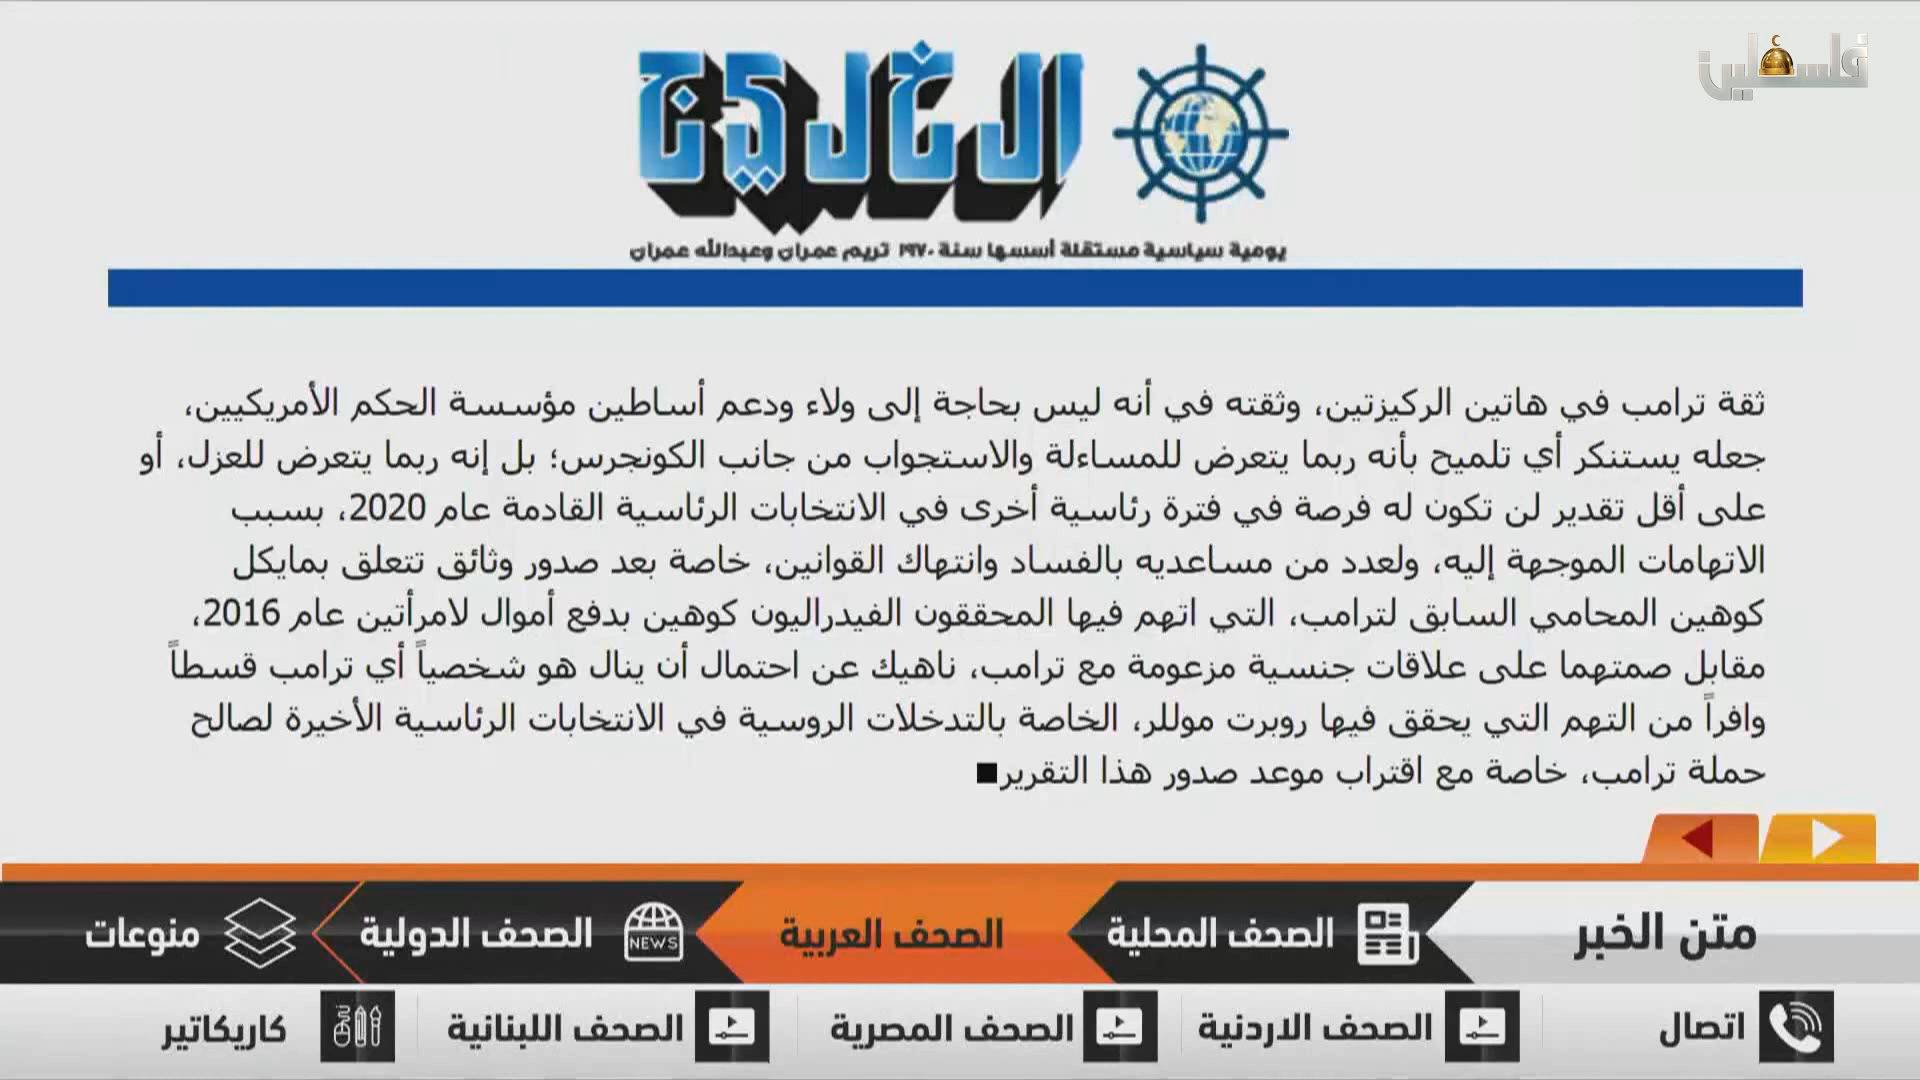 فلسطين
الخليج
يومية سياسية مستقلة أسسها سنة ١٩٧٠ تريم عمران وعبدالله عمران
ثقة ترامب في هاتين الركيزتين، وثقته في أنه ليس بحاجة إلى ولاء ودعم أساطين مؤسسة الحكم الأمريكيين،
جعله يستنكر أي تلميح بأنه ربما يتعرض للمساءلة والاستجواب من جانب الكونجرس؛ بل إنه ربما يتعرض للعزل، أو
على أقل تقدير لن تكون له فرصة في فترة رئاسية أخرى في الانتخابات الرئاسية القادمة عام 2020، بسبب
الاتهامات الموجهة إليه، ولعدد من مساعديه بالفساد وانتهاك القوانين، خاصة بعد صدور وثائق تتعلق بمايكل
كوهين المحامي السابق لترامب، التي اتهم فيها المحققون الفيدراليون كوهين بدفع أموال لامرأتين عام 2016،
مقابل صمتهما على علاقات جنسية مزعومة مع ترامب، ناهيك عن احتمال أن ينال هو شخصياً أي ترامب قسطاً
وافراً من التهم التي يحقق فيها روبرت موللر، الخاصة بالتدخلات الروسية في الانتخابات الرئاسية الأخيرة لصالح
حملة ترامب، خاصة مع اقتراب موعد صدور هذا التقرير■
متن الخبر الصحف المحلية الصحف العربية NEWS الصحف الدولية منوعات
اتصال الصحف الاردنية الصحف المصرية الصحف اللبنانية كاريكاتير